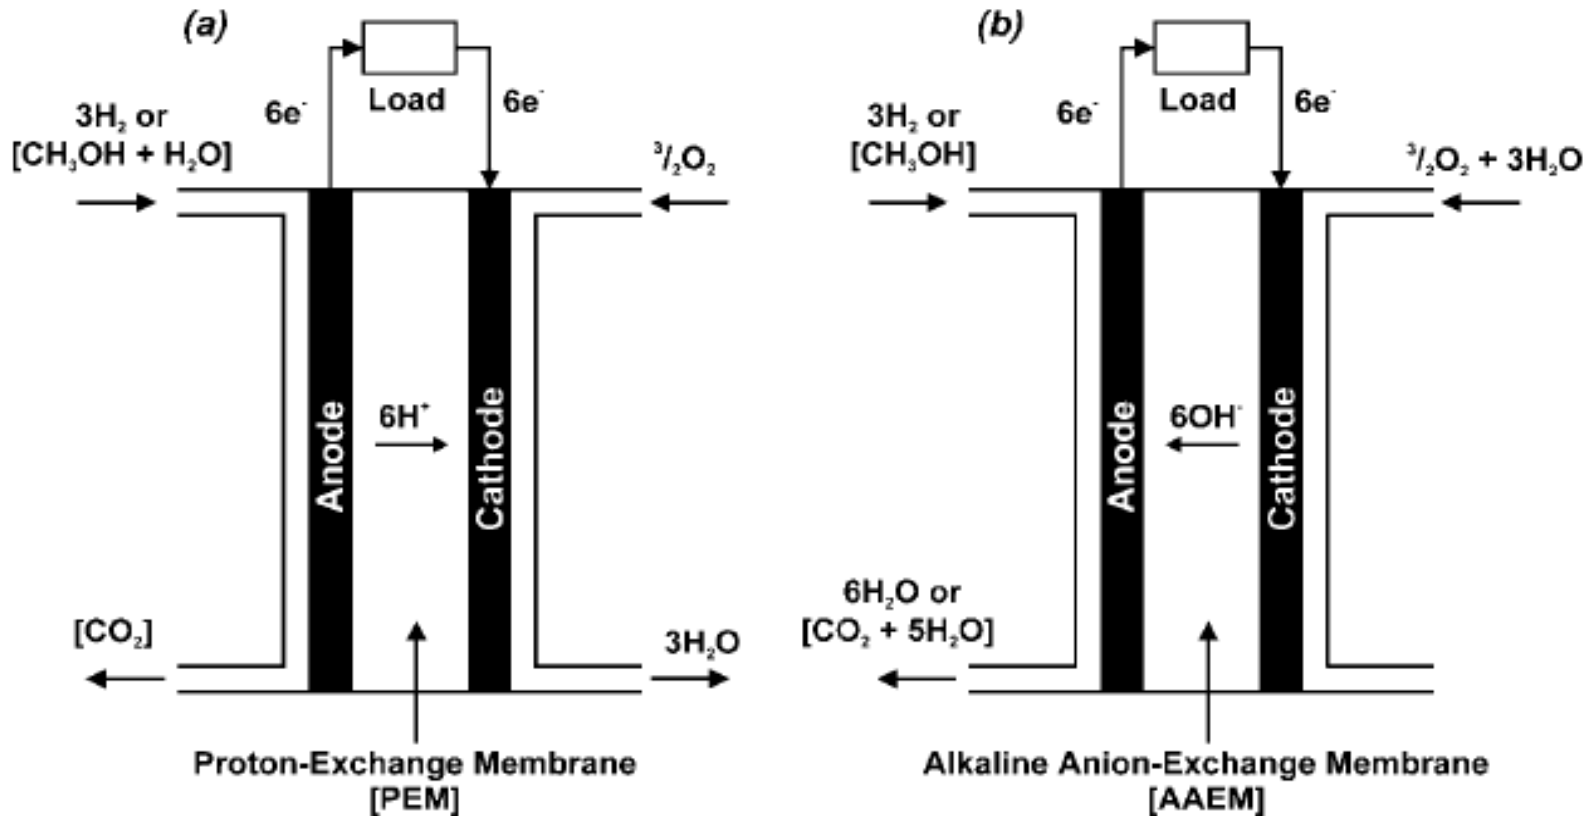 (a)
6e⁻
Load
6e⁻
3H₂ or
[CH₃OH + H₂O]
³/₂O₂
Anode
6H⁺
Cathode
[CO₂]
3H₂O
Proton-Exchange Membrane
[PEM]
(b)
6e⁻
Load
6e⁻
3H₂ or
[CH₃OH]
³/₂O₂ + 3H₂O
Anode
6OH⁻
Cathode
6H₂O or
[CO₂ + 5H₂O]
Alkaline Anion-Exchange Membrane
[AAEM]